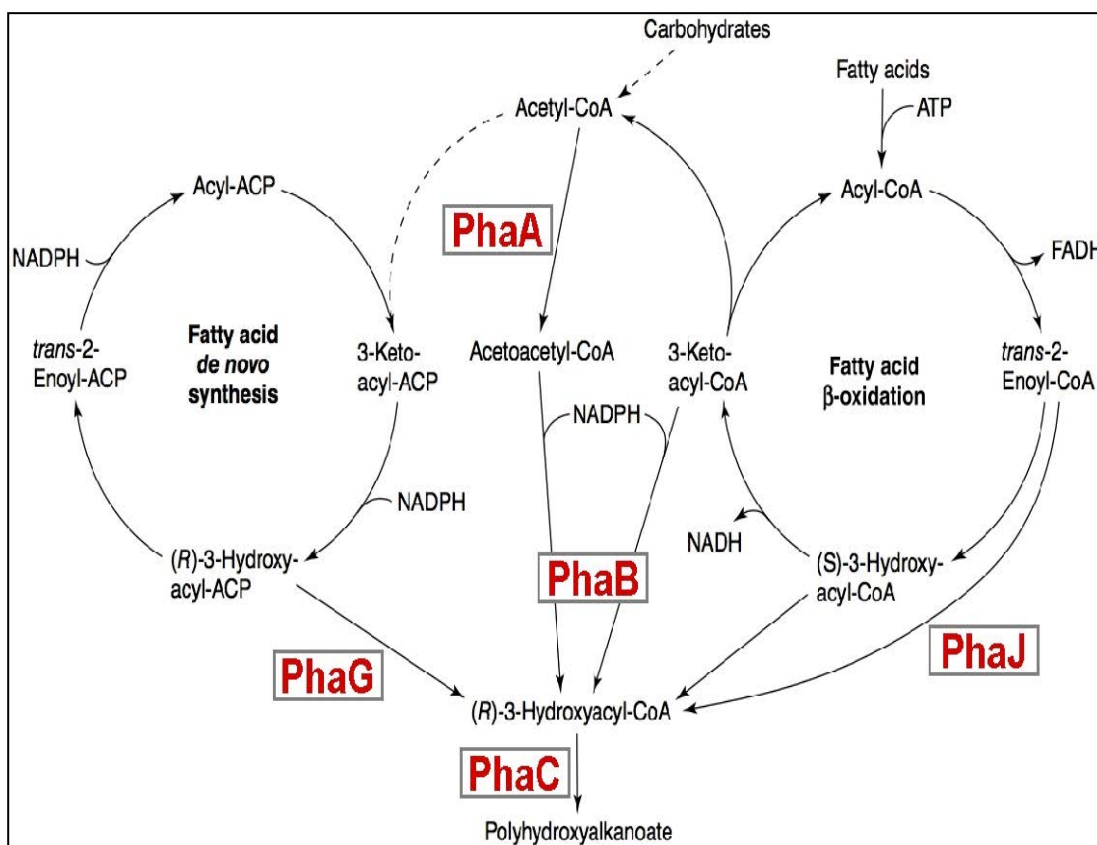 Carbohydrates
Fatty acids
Acetyl-CoA
ATP
Acyl-ACP
Acyl-CoA
PhaA
NADPH
FADH
trans-2-
Enoyl-ACP
Fatty acid
de novo
synthesis
3-Keto-
acyl-ACP
Acetoacetyl-CoA
3-Keto-
acyl-CoA
Fatty acid
β-oxidation
trans-2-
Enoyl-CoA
NADPH
NADPH
NADH
(R)-3-Hydroxy-
acyl-ACP
PhaB
(S)-3-Hydroxy-
acyl-CoA
PhaG
PhaJ
(R)-3-Hydroxyacyl-CoA
PhaC
Polyhydroxyalkanoate